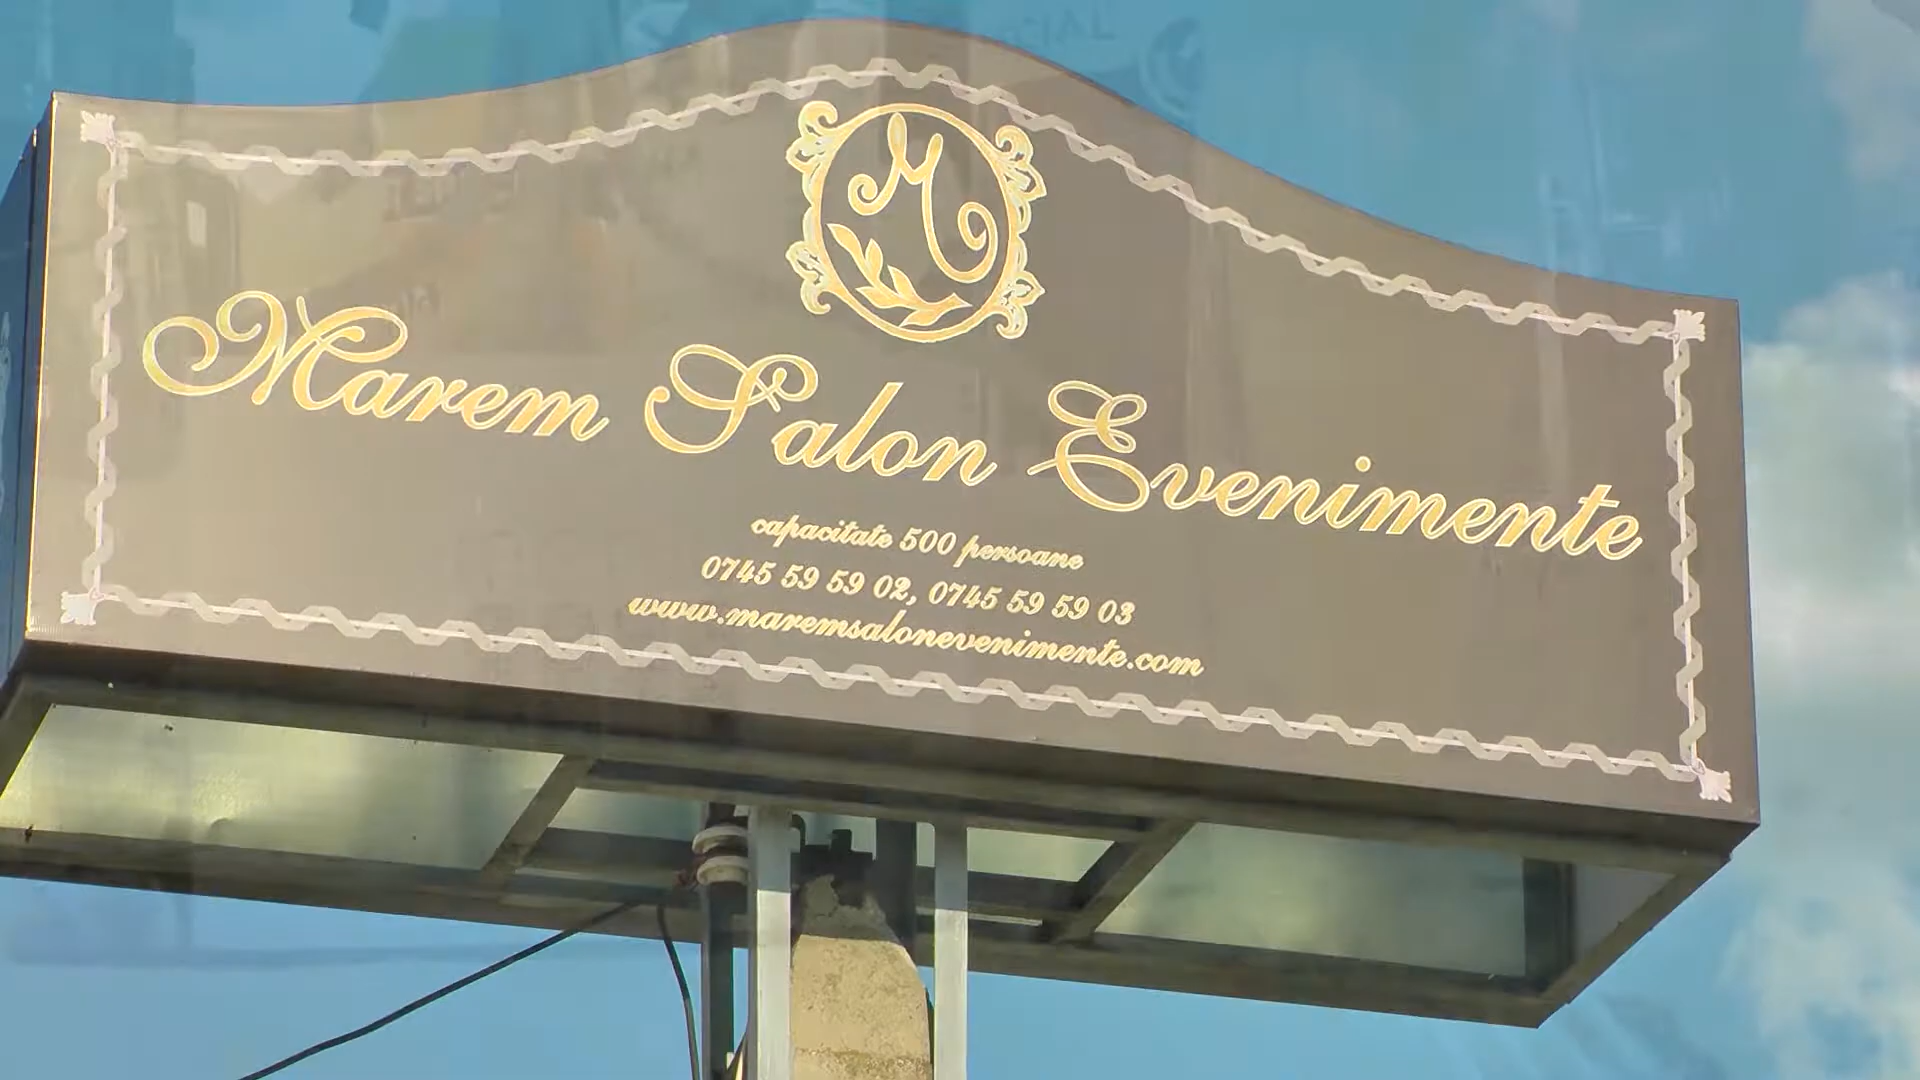 M
Marem Salon Evenimente
capacitate 500 persoane
0745 59 59 02, 0745 59 59 03
www.maremsalonevenimente.com